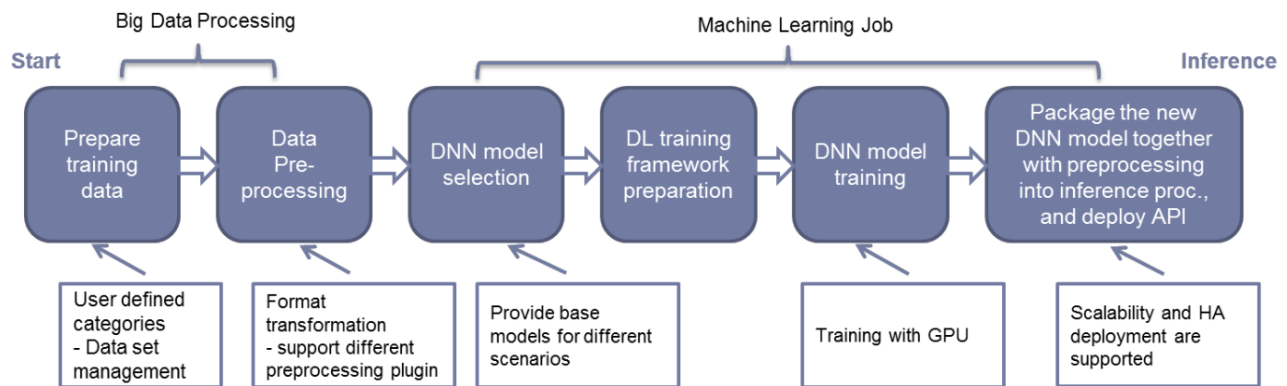 Big Data Processing
Machine Learning Job
Start
Inference
Prepare
training
data
Data
Pre-
processing
DNN model
selection
DL training
framework
preparation
DNN model
training
Package the new
DNN model together
with preprocessing
into inference proc.,
and deploy API
User defined
categories
- Data set
management
Format
transformation
- support different
preprocessing plugin
Provide base
models for different
scenarios
Training with GPU
Scalability and HA
deployment are
supported